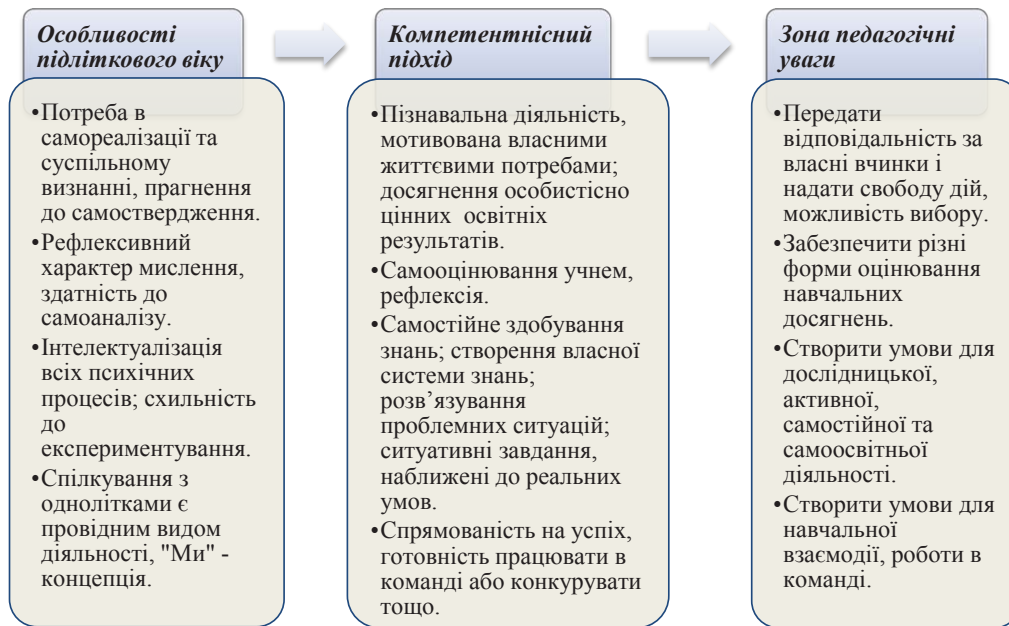 Особливості
підліткового віку
•Потреба в
самореалізації та
суспільному
визнанні, прагнення
до самоствердження.
•Рефлексивний
характер мислення,
здатність до
самоаналізу.
•Інтелектуалізація
всіх психічних
процесів; схильність
до
експериментування.
•Спілкування з
однолітками є
провідним видом
діяльності, "Ми" -
концепція.
Компетентнісний
підхід
•Пізнавальна діяльність,
мотивована власними
життєвими потребами;
досягнення особистісно
цінних освітніх
результатів.
•Самооцінювання учнем,
рефлексія.
•Самостійне здобування
знань; створення власної
системи знань;
розв’язування
проблемних ситуацій;
ситуативні завдання,
наближені до реальних
умов.
•Спрямованість на успіх,
готовність працювати в
команді або конкурувати
тощо.
Зона педагогічні
уваги
•Передати
відповідальність за
власні вчинки і
надати свободу дій,
можливість вибору.
•Забезпечити різні
форми оцінювання
навчальних
досягнень.
•Створити умови для
дослідницької,
активної,
самостійної та
самоосвітньої
діяльності.
•Створити умови для
навчальної
взаємодії, роботи в
команді.